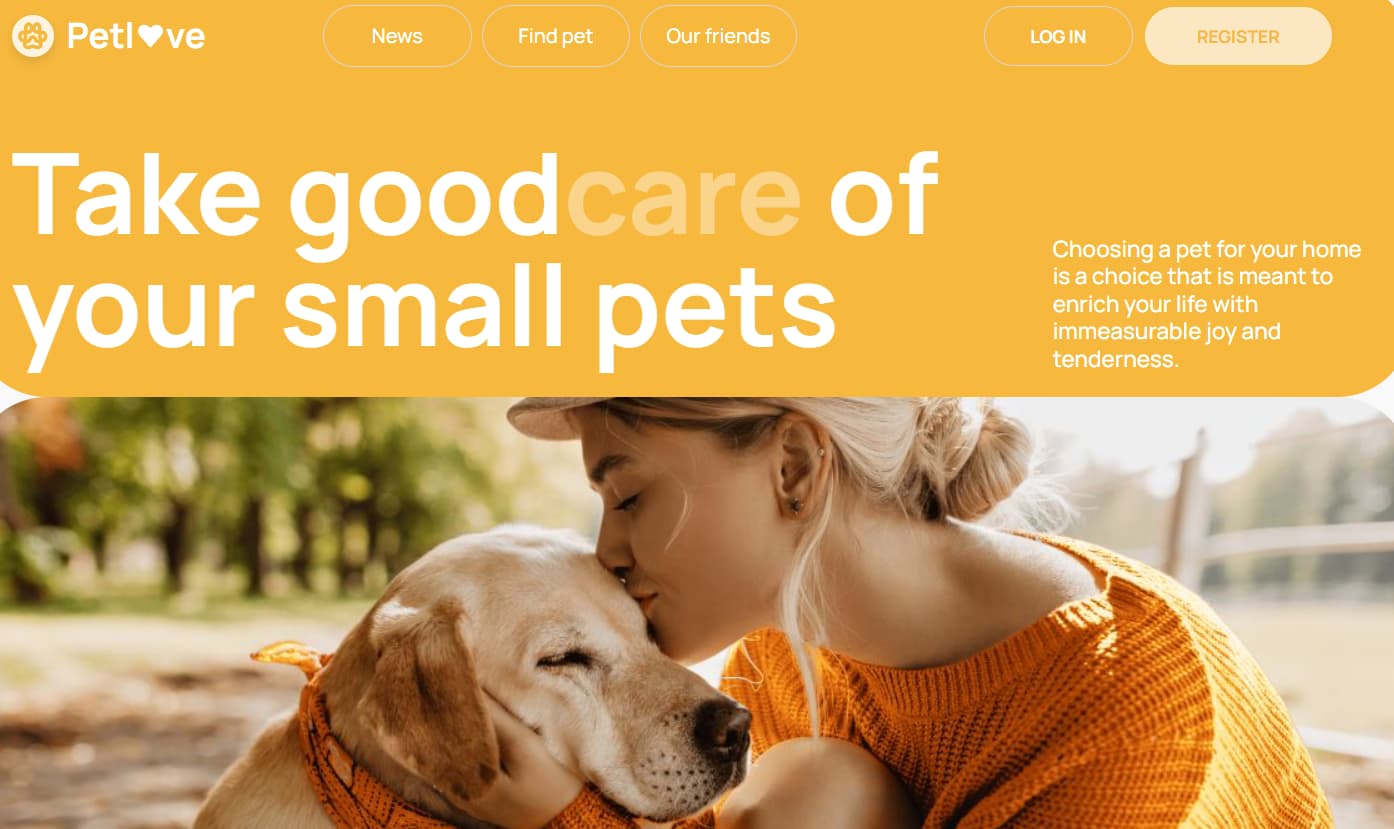 Petl♥ve
News
Find pet
Our friends
LOG IN
REGISTER
Take goodcare of
your small pets
Choosing a pet for your home
is a choice that is meant to
enrich your life with
immeasurable joy and
tenderness.